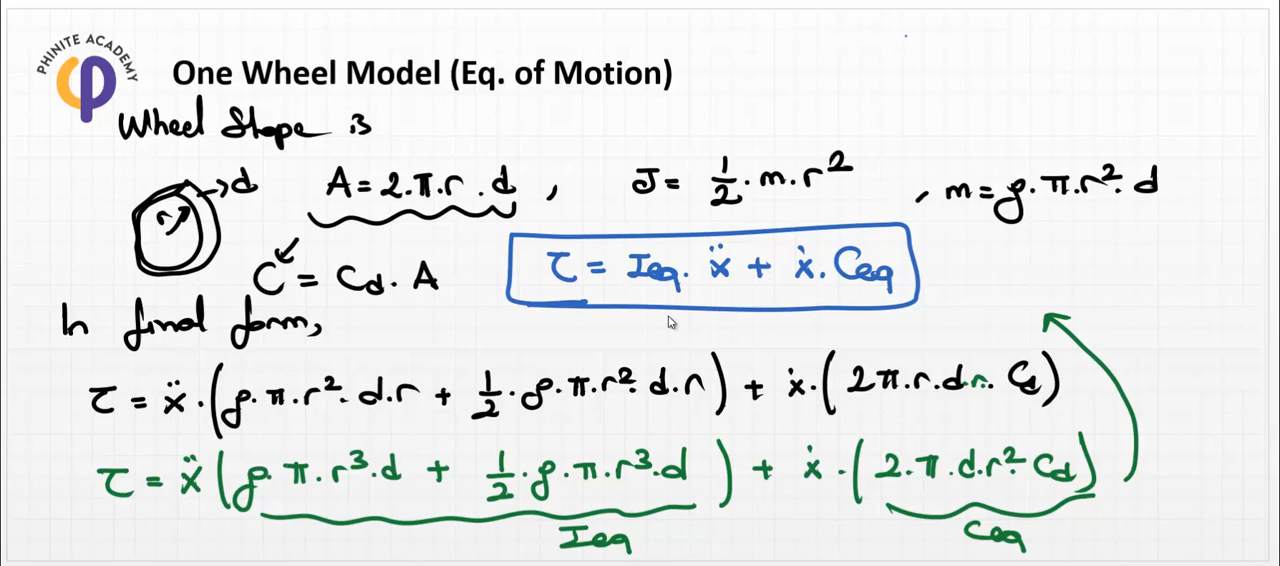 PHINITE ACADEMY
One Wheel Model (Eq. of Motion)
Wheel Shape is
r → d A = 2.π.r.d , J = 1/2 · m.r² , m = ρ.π.r².d
C = Cd. A τ = Ieq. ẍ + ẋ. Ceq
In final form,
τ = ẍ.(ρ.π.r².d.r + 1/2.ρ.π.r².d.r) + ẋ.(2π.r.d.r. Cd)
τ = ẍ(ρ.π.r³.d + 1/2.ρ.π.r³.d) + ẋ.(2.π.d.r². Cd)
Ieq Ceq